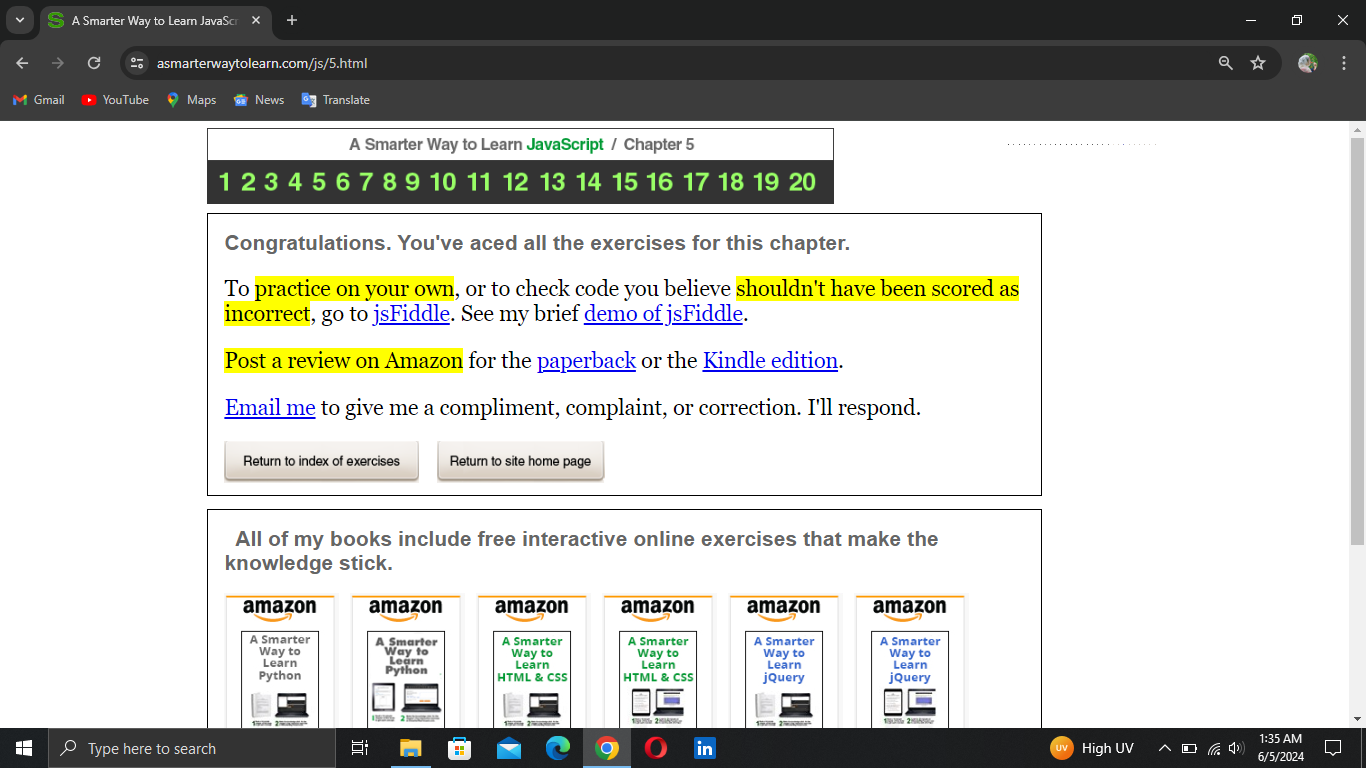 A Smarter Way to Learn JavaSc
asmarterwaytolearn.com/js/5.html
Gmail YouTube Maps News Translate
A Smarter Way to Learn JavaScript / Chapter 5
1 2 3 4 5 6 7 8 9 10 11 12 13 14 15 16 17 18 19 20
Congratulations. You've aced all the exercises for this chapter.
To practice on your own, or to check code you believe shouldn't have been scored as
incorrect, go to jsFiddle. See my brief demo of jsFiddle.
Post a review on Amazon for the paperback or the Kindle edition.
Email me to give me a compliment, complaint, or correction. I'll respond.
Return to index of exercises Return to site home page
All of my books include free interactive online exercises that make the
knowledge stick.
amazon amazon amazon amazon amazon amazon
A Smarter A Smarter A Smarter A Smarter A Smarter A Smarter
Way to Way to Way to Way to Way to Way to
Learn Learn Learn Learn Learn Learn
Python Python HTML & CSS HTML & CSS jQuery jQuery
Type here to search
UV High UV
1:35 AM
6/5/2024